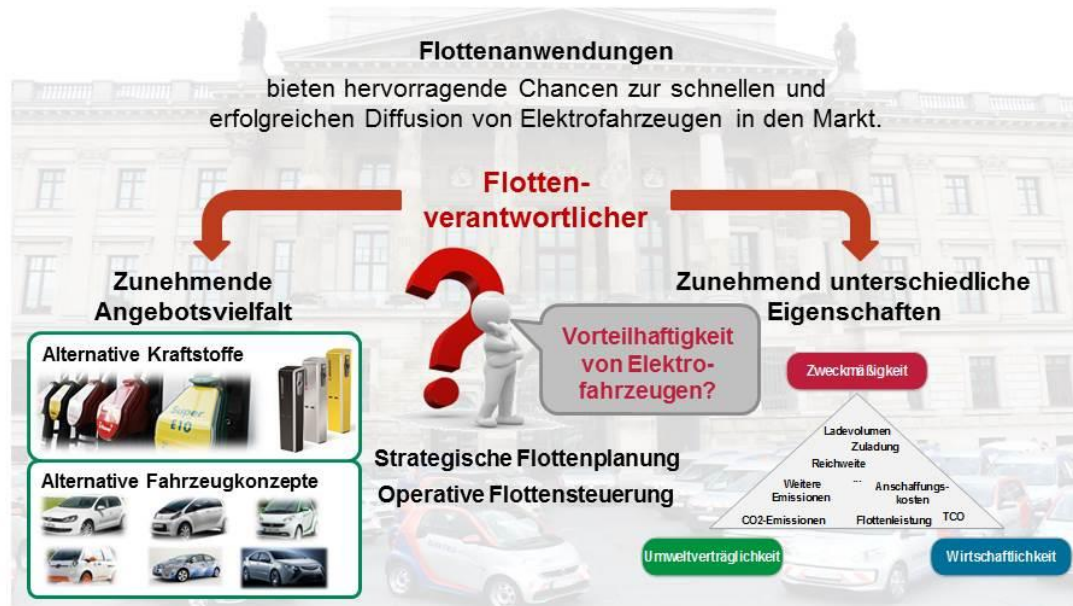 Flottenanwendungen
bieten hervorragende Chancen zur schnellen und
erfolgreichen Diffusion von Elektrofahrzeugen in den Markt.
Flotten-
verantwortlicher
Zunehmende
Angebotsvielfalt
Alternative Kraftstoffe
Super
E10
Alternative Fahrzeugkonzepte
Vorteilhaftigkeit
von Elektro-
fahrzeugen?
Strategische Flottenplanung
Operative Flottensteuerung
Zunehmend unterschiedliche
Eigenschaften
Zweckmäßigkeit
Ladevolumen
Zuladung
Reichweite
...
Weitere
Emissionen
Anschaffungs-
kosten
CO2-Emissionen
Flottenleistung
TCO
Umweltverträglichkeit
Wirtschaftlichkeit